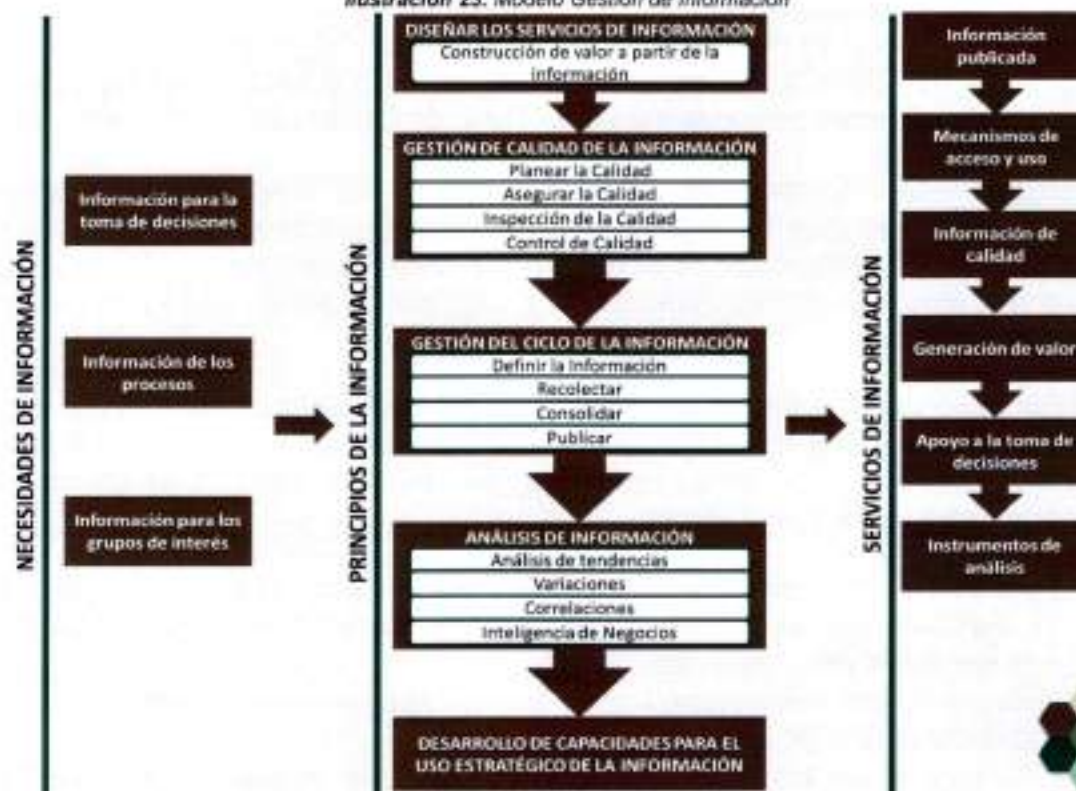 Ilustración 23. Modelo Gestión de Información
NECESIDADES DE INFORMACIÓN
Información para la
toma de decisiones
Información de los
procesos
Información para los
grupos de interés
PRINCIPIOS DE LA INFORMACIÓN
DISEÑAR LOS SERVICIOS DE INFORMACIÓN
Construcción de valor a partir de la
información
GESTIÓN DE CALIDAD DE LA INFORMACIÓN
Planear la Calidad
Asegurar la Calidad
Inspección de la Calidad
Control de Calidad
GESTIÓN DEL CICLO DE LA INFORMACIÓN
Definir la Información
Recolectar
Consolidar
Publicar
ANÁLISIS DE INFORMACIÓN
Análisis de tendencias
Variaciones
Correlaciones
Inteligencia de Negocios
DESARROLLO DE CAPACIDADES PARA EL
USO ESTRATÉGICO DE LA INFORMACIÓN
SERVICIOS DE INFORMACIÓN
Información
publicada
Mecanismos de
acceso y uso
Información de
calidad
Generación de valor
Apoyo a la toma de
decisiones
Instrumentos de
análisis